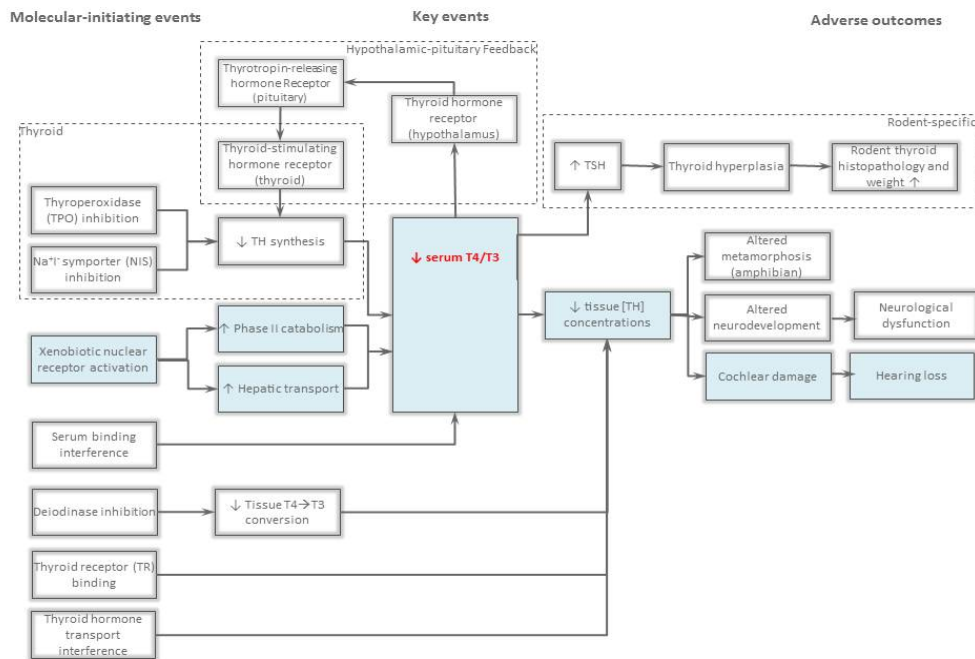 Molecular-initiating events
Key events
Adverse outcomes
Hypothalamic-pituitary Feedback
Thyrotropin-releasing
hormone Receptor
(pituitary)
Thyroid hormone
receptor
(hypothalamus)
Thyroid
Thyroid-stimulating
hormone receptor
(thyroid)
Rodent-specific
↑ TSH
Thyroid hyperplasia
Rodent thyroid
histopathology and
weight ↑
Thyroperoxidase
(TPO) inhibition
Na⁺I⁻ symporter (NIS)
inhibition
↓ TH synthesis
↓ serum T4/T3
Altered
metamorphosis
(amphibian)
↓ tissue [TH]
concentrations
Altered
neurodevelopment
Neurological
dysfunction
Xenobiotic nuclear
receptor activation
↑ Phase II catabolism
↑ Hepatic transport
Cochlear damage
Hearing loss
Serum binding
interference
Deiodinase inhibition
↓ Tissue T4→T3
conversion
Thyroid receptor (TR)
binding
Thyroid hormone
transport
interference